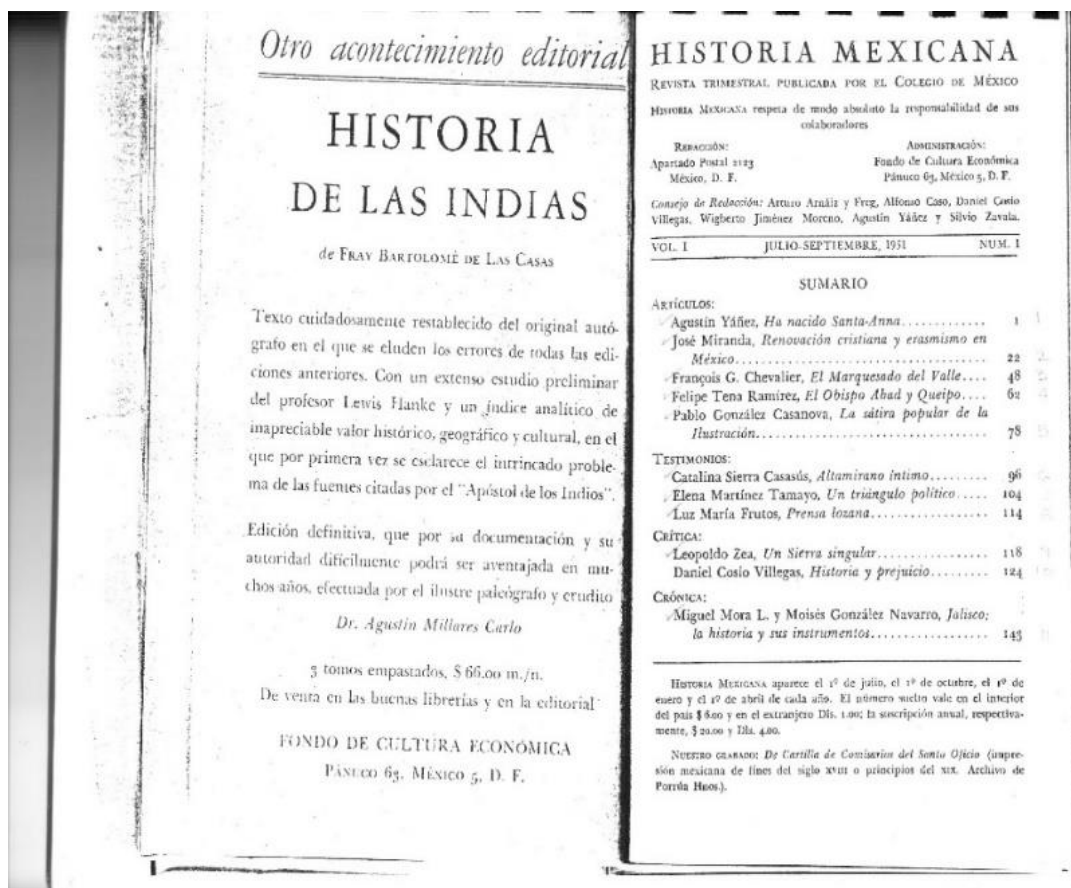 Otro acontecimiento editorial
HISTORIA
DE LAS INDIAS
de FRAY BARTOLOMÉ DE LAS CASAS
Texto cuidadosamente restablecido del original autó-
grafo en el que se eluden los errores de todas las edi-
ciones anteriores. Con un extenso estudio preliminar
del profesor Lewis Hanke y un índice analítico de
inapreciable valor histórico, geográfico y cultural, en el
que por primera vez se esclarece el intrincado proble-
ma de las fuentes citadas por el "Apóstol de los Indios".
Edición definitiva, que por su documentación y su
autoridad difícilmente podrá ser aventajada en mu-
chos años, efectuada por el ilustre paleógrafo y erudito
Dr. Agustín Millares Carlo
3 tomos empastados, $ 66.00 m./n.
De venta en las buenas librerías y en la editorial
FONDO DE CULTURA ECONÓMICA
PÁNUCO 63, MÉXICO 5, D. F.
HISTORIA MEXICANA
REVISTA TRIMESTRAL PUBLICADA POR EL COLEGIO DE MÉXICO
HISTORIA MEXICANA respeta de modo absoluto la responsabilidad de sus
colaboradores
REDACCIÓN:
Apartado Postal 2123
México, D. F.
ADMINISTRACIÓN:
Fondo de Cultura Económica
Pánuco 63, México 5, D. F.
Consejo de Redacción: Arturo Arnáiz y Freg, Alfonso Caso, Daniel Cosío
Villegas, Wigberto Jiménez Moreno, Agustín Yáñez y Silvio Zavala.
VOL. I JULIO-SEPTIEMBRE, 1951 NUM. 1
SUMARIO
ARTÍCULOS:
Agustín Yáñez, Ha nacido Santa-Anna............. 1
José Miranda, Renovación cristiana y erasmismo en
México.................................... 22
François G. Chevalier, El Marquesado del Valle.... 48
Felipe Tena Ramírez, El Obispo Abad y Queipo.... 62
Pablo González Casanova, La sátira popular de la
Ilustración................................. 78
TESTIMONIOS:
Catalina Sierra Casasús, Altamirano íntimo......... 96
Elena Martínez Tamayo, Un triángulo político..... 104
Luz María Frutos, Prensa lozana................. 114
CRÍTICA:
Leopoldo Zea, Un Sierra singular................ 118
Daniel Cosío Villegas, Historia y prejuicio......... 124
CRÓNICA:
Miguel Mora L. y Moisés González Navarro, Jalisco:
la historia y sus instrumentos................. 143
HISTORIA MEXICANA aparece el 1º de julio, el 1º de octubre, el 1º de
enero y el 1º de abril de cada año. El número suelto vale en el interior
del país $ 6.00 y en el extranjero Dls. 1.00; la suscripción anual, respectiva-
mente, $ 20.00 y Dls. 4.00.
NUESTRO GRABADO: De Cartilla de Comisarios del Santo Oficio (impre-
sión mexicana de fines del siglo XVIII o principios del XIX. Archivo de
Porrúa Hnos.).